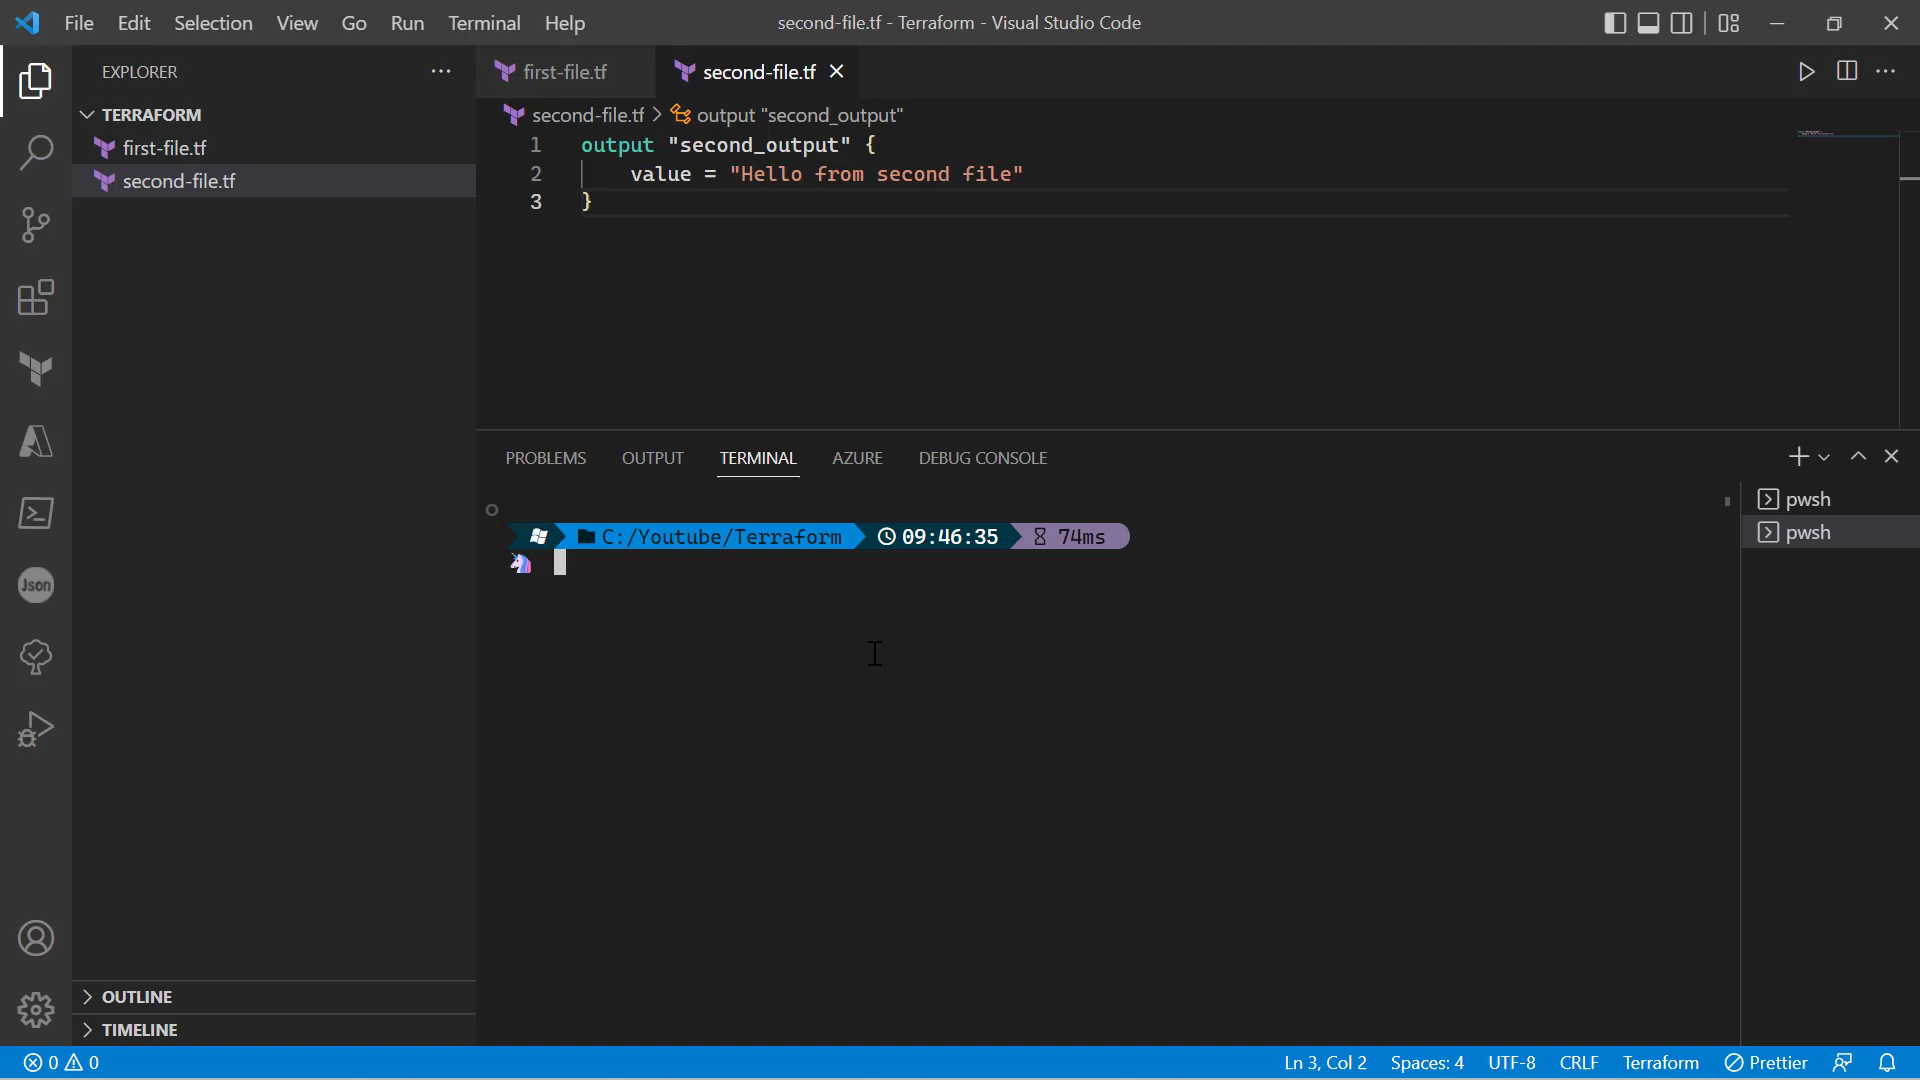 File Edit Selection View Go Run Terminal Help
second-file.tf - Terraform - Visual Studio Code
EXPLORER
TERRAFORM
first-file.tf
second-file.tf
Json
OUTLINE
TIMELINE
first-file.tf
second-file.tf
second-file.tf > output "second_output"
1 output "second_output" {
2 value = "Hello from second file"
3 }
PROBLEMS OUTPUT TERMINAL AZURE DEBUG CONSOLE
C:/Youtube/Terraform 09:46:35 74ms
pwsh
pwsh
0 0
Ln 3, Col 2 Spaces: 4 UTF-8 CRLF Terraform Prettier